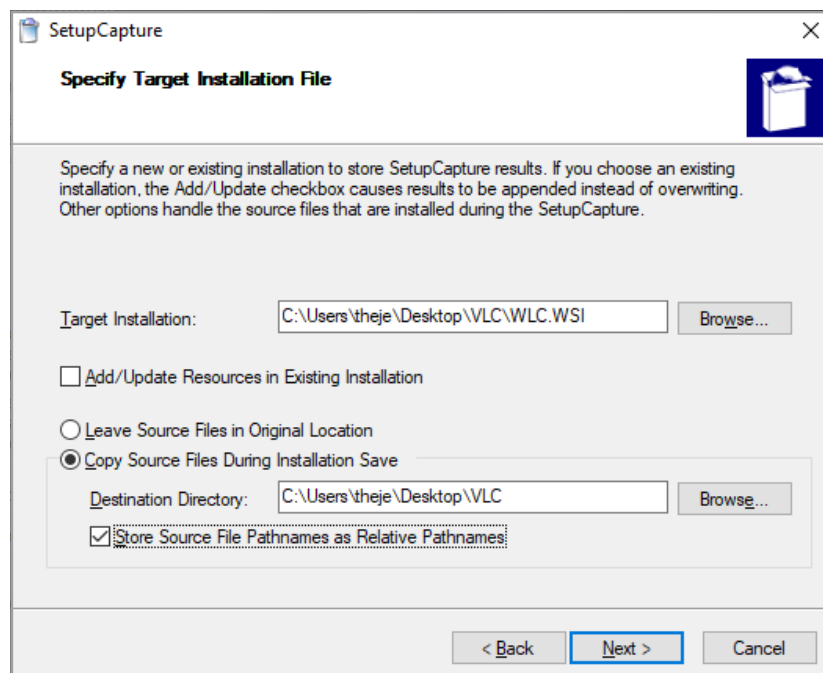 SetupCapture
Specify Target Installation File
Specify a new or existing installation to store SetupCapture results. If you choose an existing
installation, the Add/Update checkbox causes results to be appended instead of overwriting.
Other options handle the source files that are installed during the SetupCapture.
Target Installation: C:\Users\theje\Desktop\VLC\WLC.WSI Browse...
Add/Update Resources in Existing Installation
Leave Source Files in Original Location
Copy Source Files During Installation Save
Destination Directory: C:\Users\theje\Desktop\VLC Browse...
Store Source File Pathnames as Relative Pathnames
< Back Next > Cancel